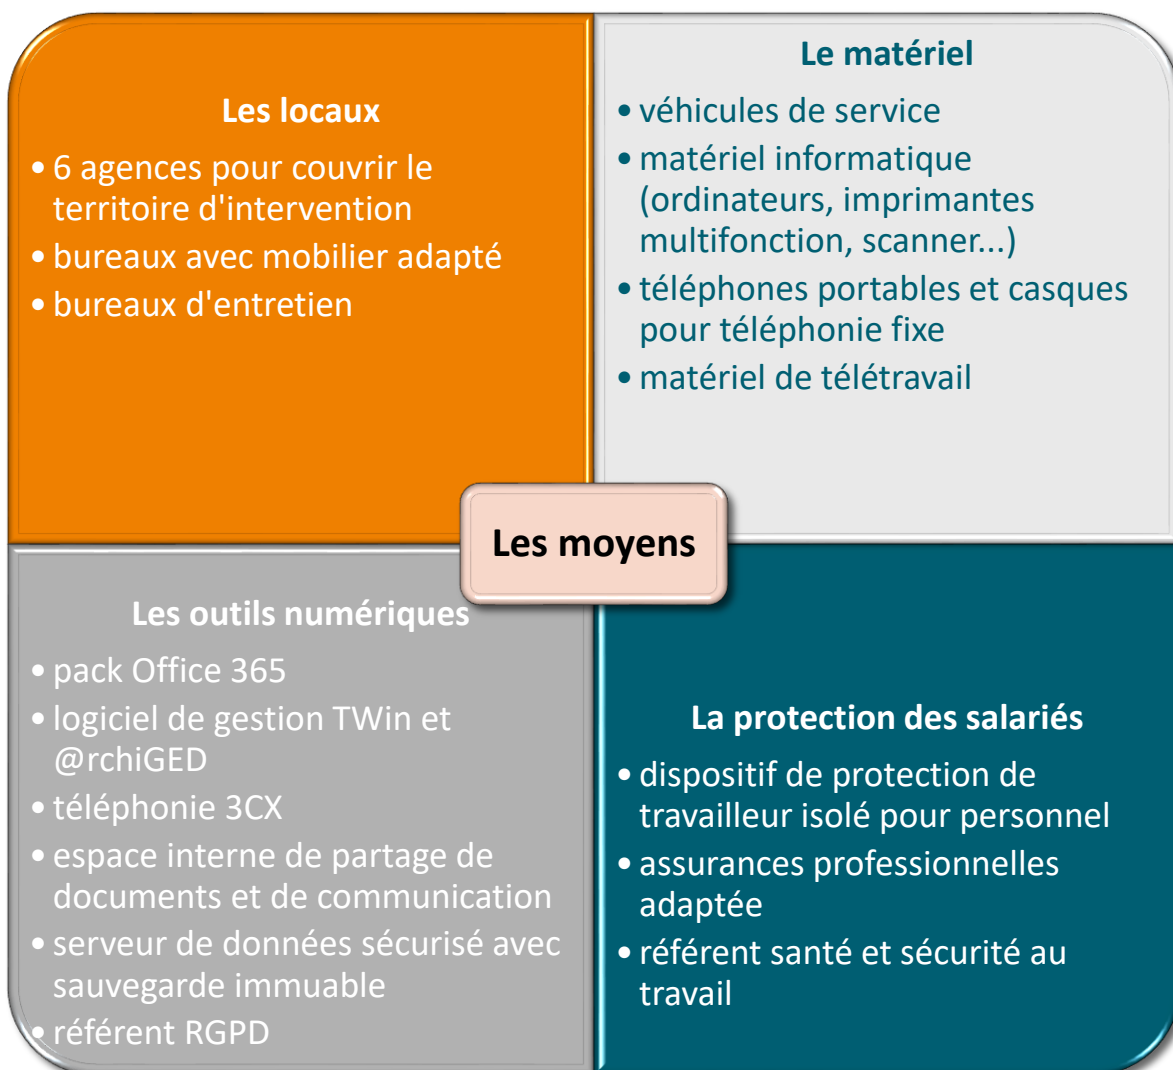 Les locaux
• 6 agences pour couvrir le
territoire d'intervention
• bureaux avec mobilier adapté
• bureaux d'entretien
Le matériel
• véhicules de service
• matériel informatique
(ordinateurs, imprimantes
multifonction, scanner...)
• téléphones portables et casques
pour téléphonie fixe
• matériel de télétravail
Les moyens
Les outils numériques
• pack Office 365
• logiciel de gestion TWin et
@rchiGED
• téléphonie 3CX
• espace interne de partage de
documents et de communication
• serveur de données sécurisé avec
sauvegarde immuable
• référent RGPD
La protection des salariés
• dispositif de protection de
travailleur isolé pour personnel
• assurances professionnelles
adaptée
• référent santé et sécurité au
travail